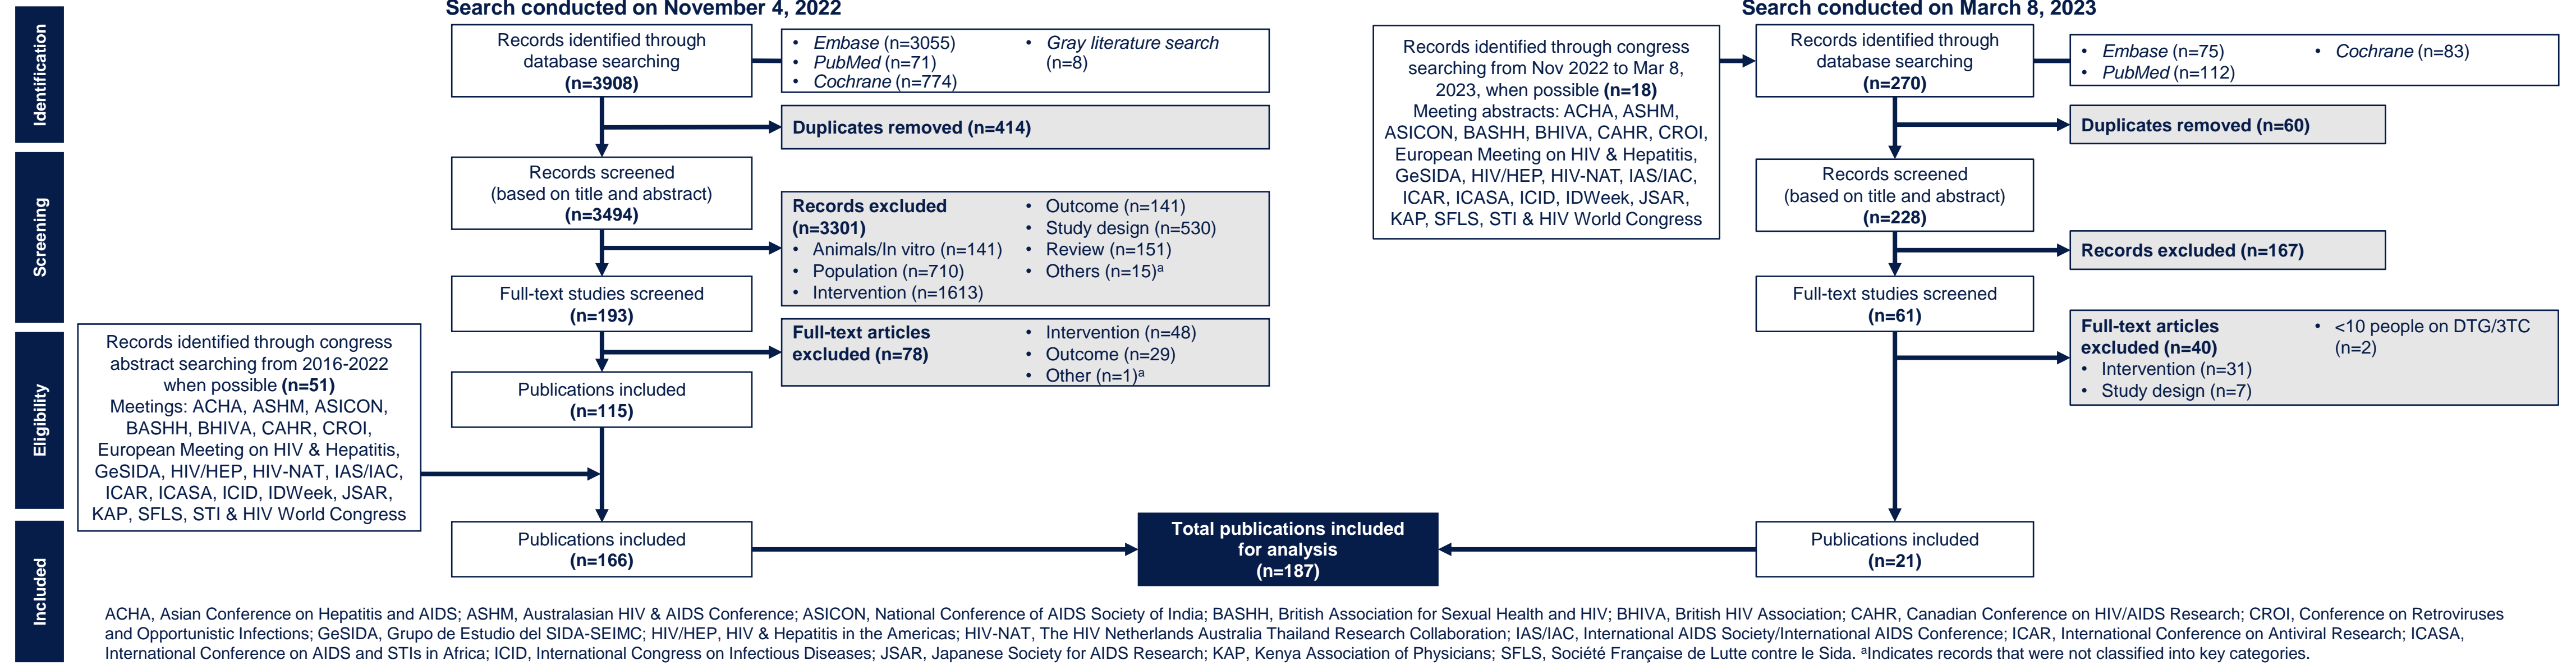 Search conducted on November 4, 2022
Search conducted on March 8, 2023
Identification
Screening
Eligibility
Included
Records identified through
database searching
(n=3908)
• Embase (n=3055)
• PubMed (n=71)
• Cochrane (n=774)
• Gray literature search
(n=8)
Duplicates removed (n=414)
Records screened
(based on title and abstract)
(n=3494)
Records excluded
(n=3301)
• Animals/In vitro (n=141)
• Population (n=710)
• Intervention (n=1613)
• Outcome (n=141)
• Study design (n=530)
• Review (n=151)
• Others (n=15)ᵃ
Full-text studies screened
(n=193)
Full-text articles
excluded (n=78)
• Intervention (n=48)
• Outcome (n=29)
• Other (n=1)ᵃ
Publications included
(n=115)
Records identified through congress
abstract searching from 2016-2022
when possible (n=51)
Meetings: ACHA, ASHM, ASICON,
BASHH, BHIVA, CAHR, CROI,
European Meeting on HIV & Hepatitis,
GeSIDA, HIV/HEP, HIV-NAT, IAS/IAC,
ICAR, ICASA, ICID, IDWeek, JSAR,
KAP, SFLS, STI & HIV World Congress
Publications included
(n=166)
Total publications included
for analysis
(n=187)
Records identified through congress
searching from Nov 2022 to Mar 8,
2023, when possible (n=18)
Meeting abstracts: ACHA, ASHM,
ASICON, BASHH, BHIVA, CAHR, CROI,
European Meeting on HIV & Hepatitis,
GeSIDA, HIV/HEP, HIV-NAT, IAS/IAC,
ICAR, ICASA, ICID, IDWeek, JSAR,
KAP, SFLS, STI & HIV World Congress
Records identified through
database searching
(n=270)
• Embase (n=75)
• PubMed (n=112)
• Cochrane (n=83)
Duplicates removed (n=60)
Records screened
(based on title and abstract)
(n=228)
Records excluded (n=167)
Full-text studies screened
(n=61)
Full-text articles
excluded (n=40)
• Intervention (n=31)
• Study design (n=7)
• <10 people on DTG/3TC
(n=2)
Publications included
(n=21)
ACHA, Asian Conference on Hepatitis and AIDS; ASHM, Australasian HIV & AIDS Conference; ASICON, National Conference of AIDS Society of India; BASHH, British Association for Sexual Health and HIV; BHIVA, British HIV Association; CAHR, Canadian Conference on HIV/AIDS Research; CROI, Conference on Retroviruses
and Opportunistic Infections; GeSIDA, Grupo de Estudio del SIDA-SEIMC; HIV/HEP, HIV & Hepatitis in the Americas; HIV-NAT, The HIV Netherlands Australia Thailand Research Collaboration; IAS/IAC, International AIDS Society/International AIDS Conference; ICAR, International Conference on Antiviral Research; ICASA,
International Conference on AIDS and STIs in Africa; ICID, International Congress on Infectious Diseases; JSAR, Japanese Society for AIDS Research; KAP, Kenya Association of Physicians; SFLS, Société Française de Lutte contre le Sida. ᵃIndicates records that were not classified into key categories.